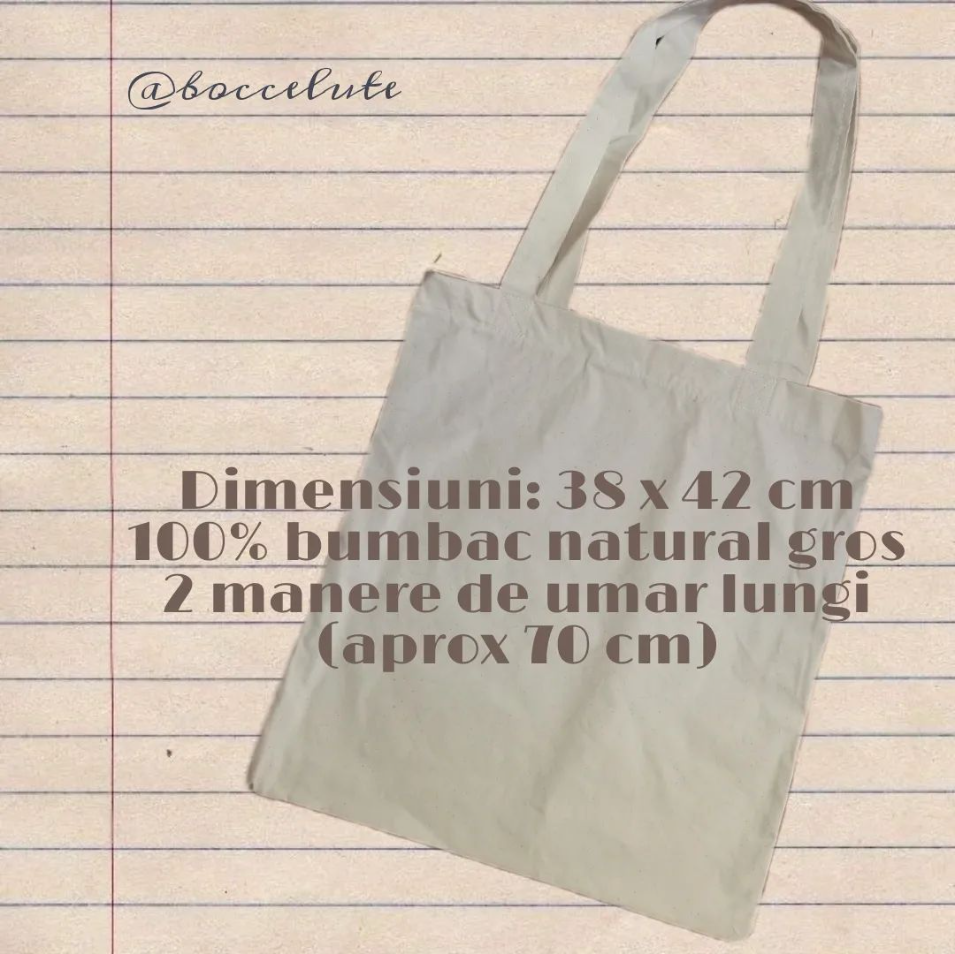 @boccelute
Dimensiuni: 38 x 42 cm
100% bumbac natural gros
2 manere de umar lungi
(aprox 70 cm)